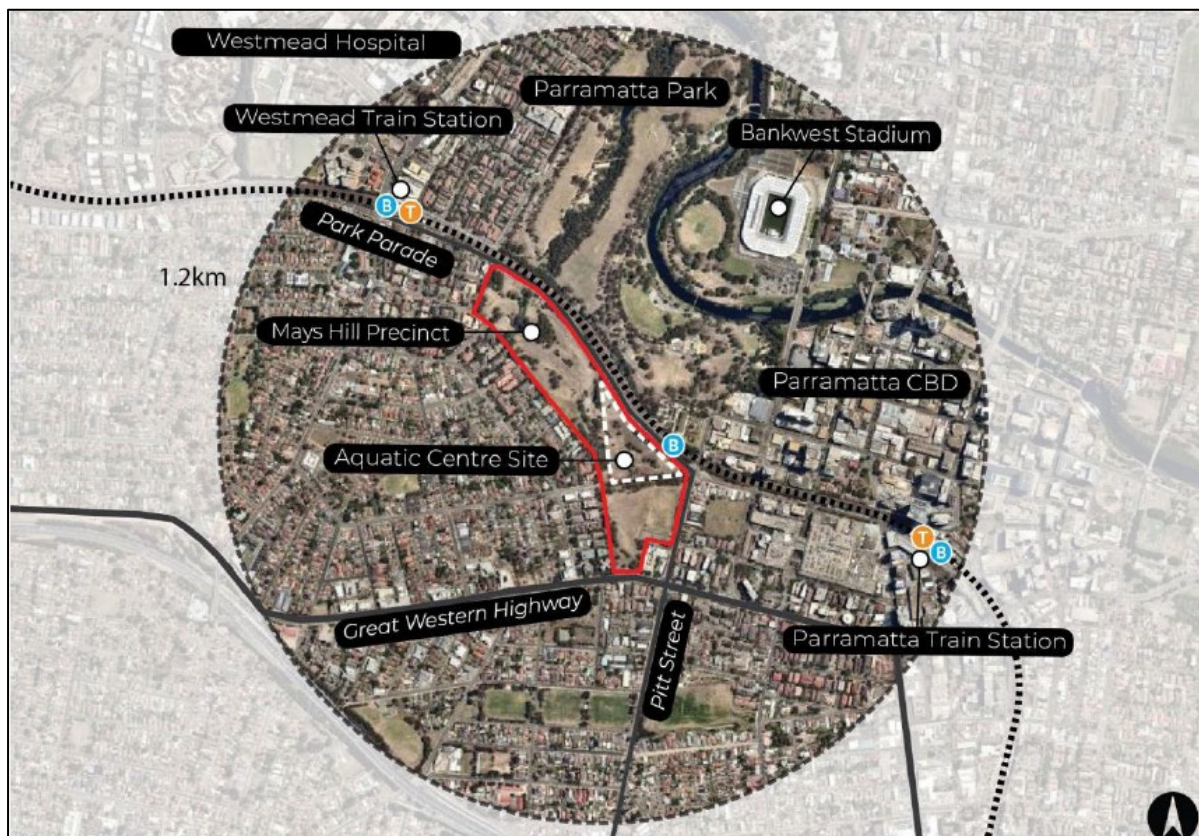 Westmead Hospital
Parramatta Park
Westmead Train Station
Bankwest Stadium
B
T
Park Parade
1.2km
Mays Hill Precinct
Parramatta CBD
B
Aquatic Centre Site
T
B
Great Western Highway
Pitt Street
Parramatta Train Station